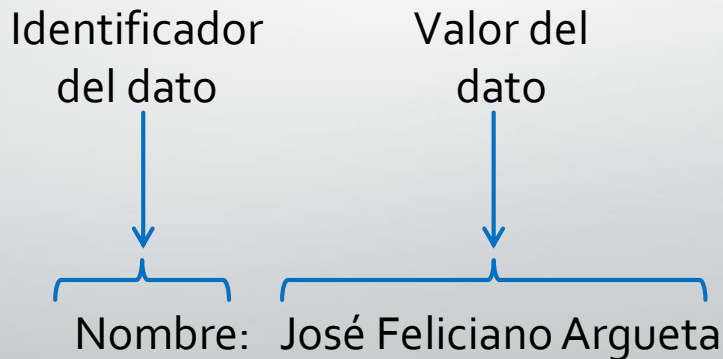 Identificador
del dato
Valor del
dato
Nombre: José Feliciano Argueta